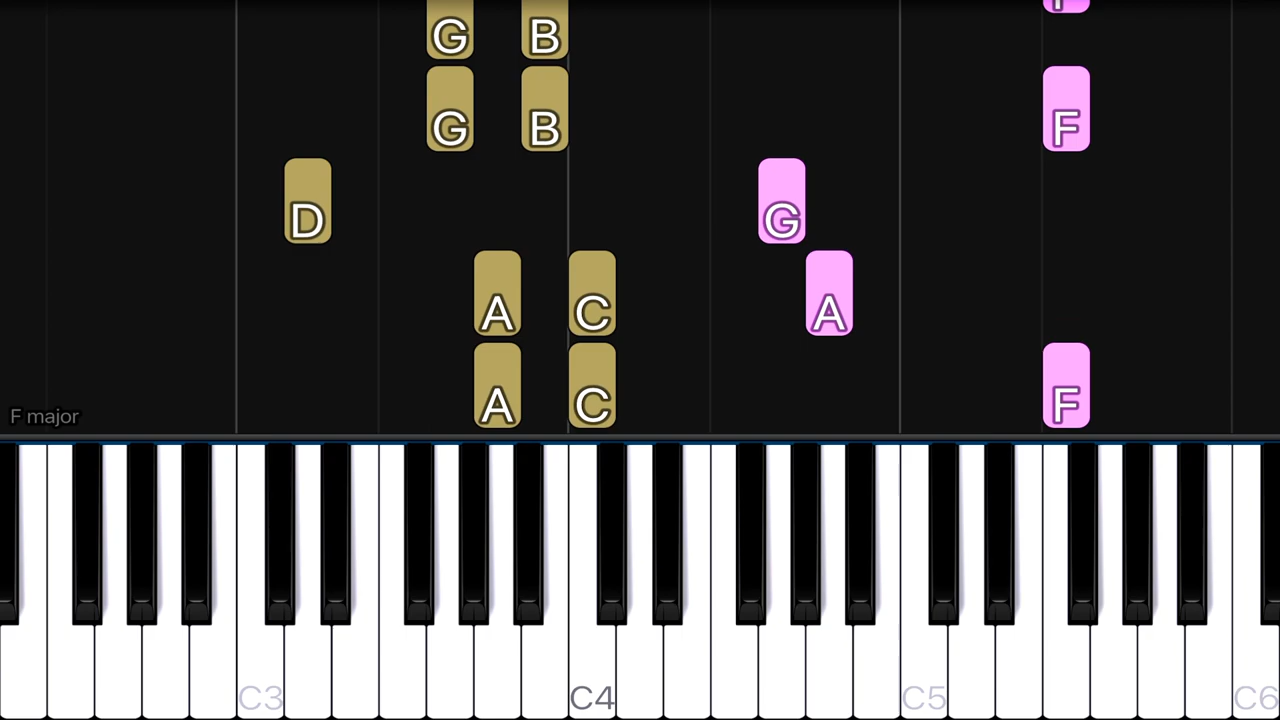 G B
G B F
D G
A C A
A C F
F major
C3 C4 C5 C6